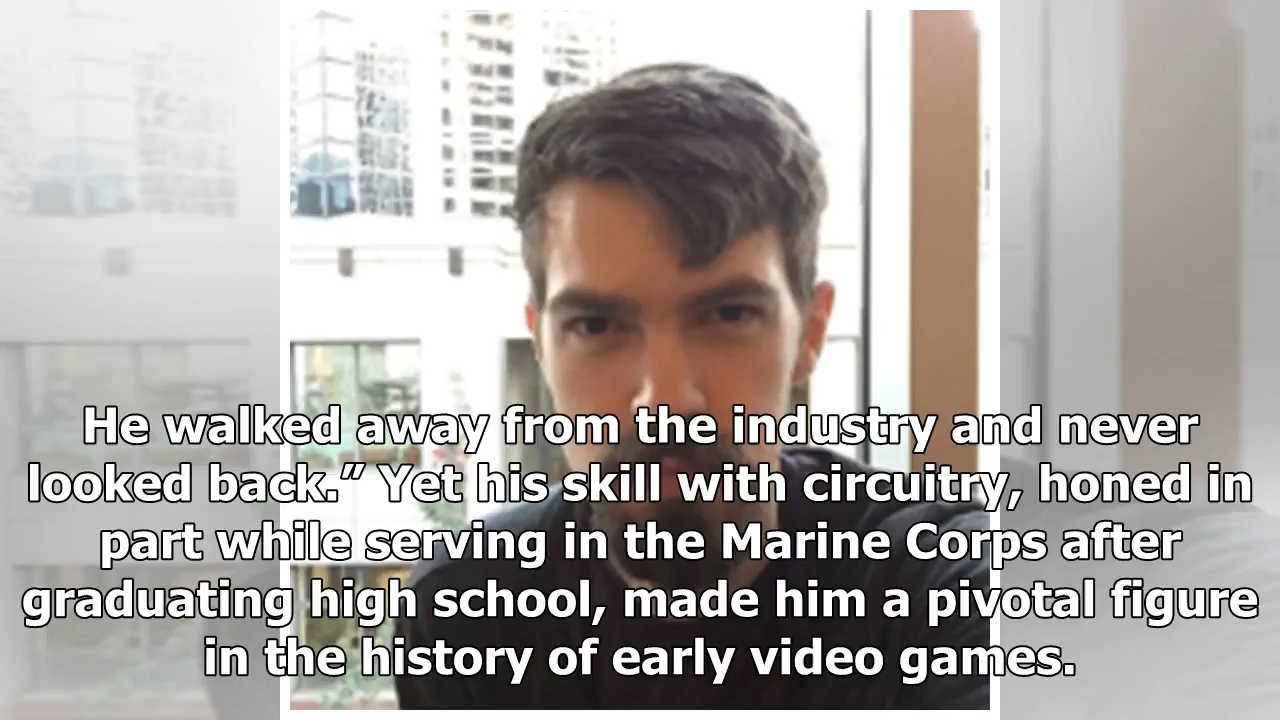 He walked away from the industry and never
looked back.” Yet his skill with circuitry, honed in
part while serving in the Marine Corps after
graduating high school, made him a pivotal figure
in the history of early video games.